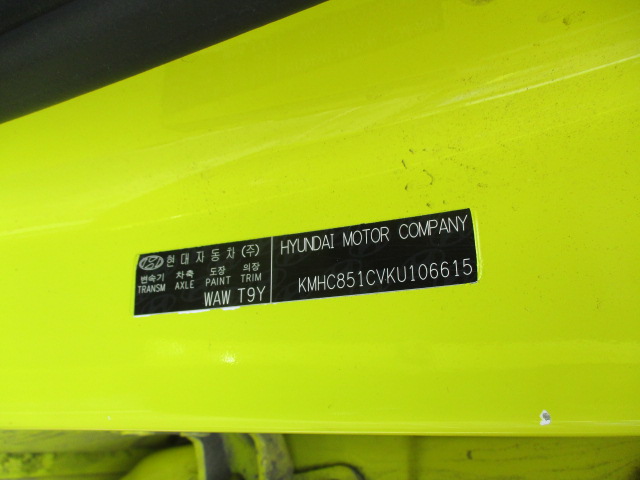 현대자동차(주)
변속기 차축 도장 의장
TRANSM AXLE PAINT TRIM
WAW T9Y
HYUNDAI MOTOR COMPANY
KMHC851CVKU106615